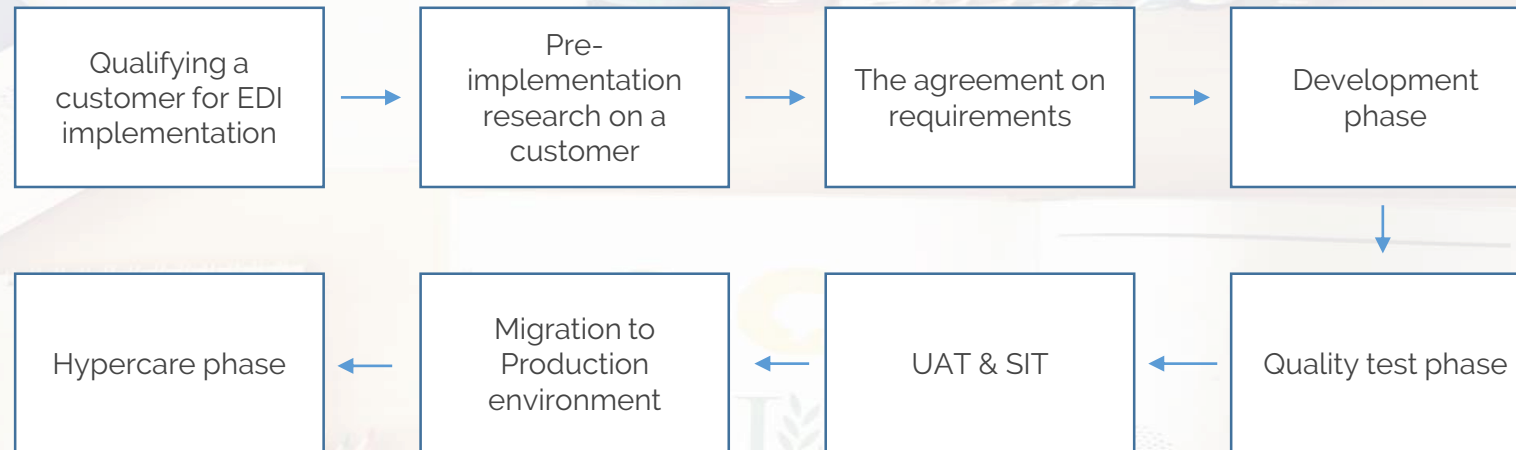 Qualifying a
customer for EDI
implementation
Pre-
implementation
research on a
customer
The agreement on
requirements
Development
phase
Quality test phase
UAT & SIT
Migration to
Production
environment
Hypercare phase